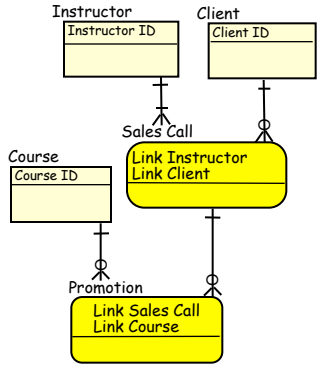 Instructor
Instructor ID
Client
Client ID
Sales Call
Link Instructor
Link Client
Course
Course ID
Promotion
Link Sales Call
Link Course